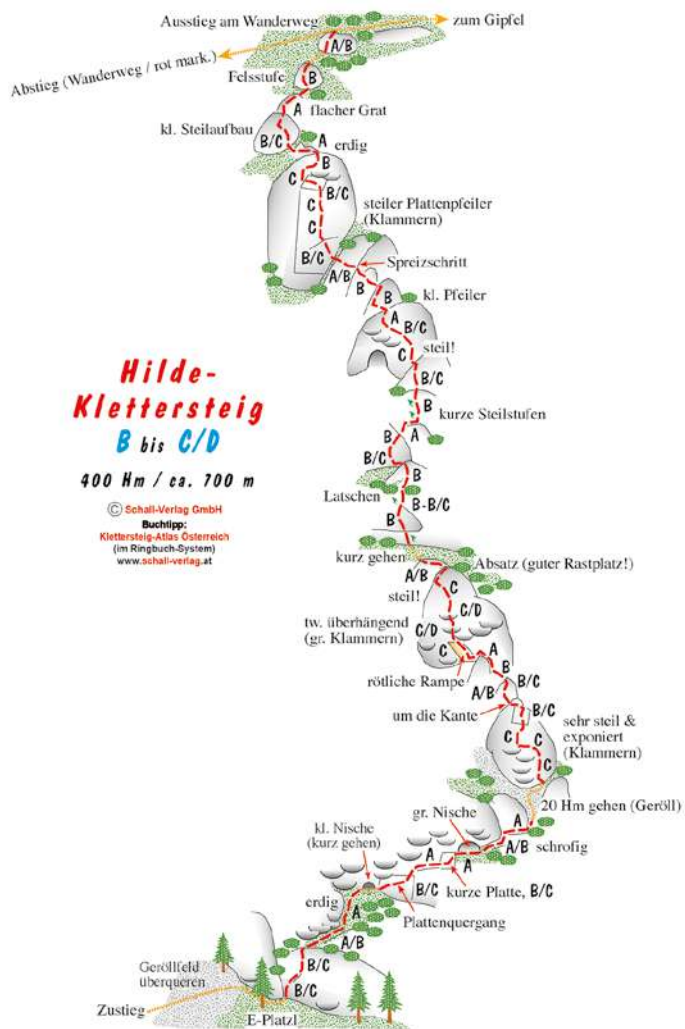 Ausstieg am Wanderweg
zum Gipfel
A/B
Abstieg (Wanderweg / rot mark.)
Felsstufe
B
A flacher Grat
kl. Steilaufbau
B/C
A
erdig
B
C
B/C
C
steiler Plattenpfeiler
(Klammern)
C
B/C
Spreizschritt
A/B
B
B
kl. Pfeiler
A
B/C
C
steil!
B/C
Hilde-
Klettersteig
B bis C/D
400 Hm / ca. 700 m
© Schall-Verlag GmbH
Buchtipp:
Klettersteig-Atlas Österreich
(im Ringbuch-System)
www.schall-verlag.at
B
kurze Steilstufen
A
B
B/C
B
Latschen
B-B/C
B
kurz gehen
Absatz (guter Rastplatz!)
A/B
steil!
C
C/D
tw. überhängend
(gr. Klammern)
C/D
C
A
rötliche Rampe
B
B/C
A/B
um die Kante
B/C
sehr steil &
exponiert
(Klammern)
C
C
C
20 Hm gehen (Geröll)
gr. Nische
A
A/B
schrofig
kl. Nische
(kurz gehen)
A
A
B/C
kurze Platte, B/C
Plattenquergang
erdig
A
A/B
B/C
Geröllfeld
überqueren
B/C
Zustieg
E-Platzl